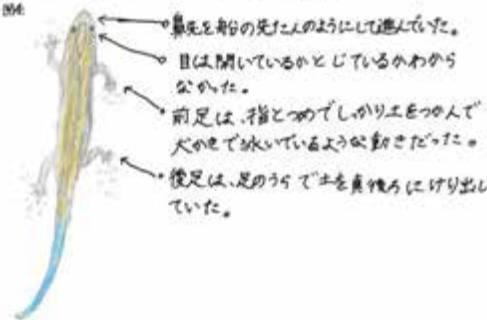 図4
鼻先を船の先たんのようにして進んでいた。
目は開いているかとじているかわから
なかった。
前足は、指とつめでしっかり土をつかんで
犬かきで泳いているような動きだった。
後足は、足のうらで土を真後ろにけり出し
ていた。